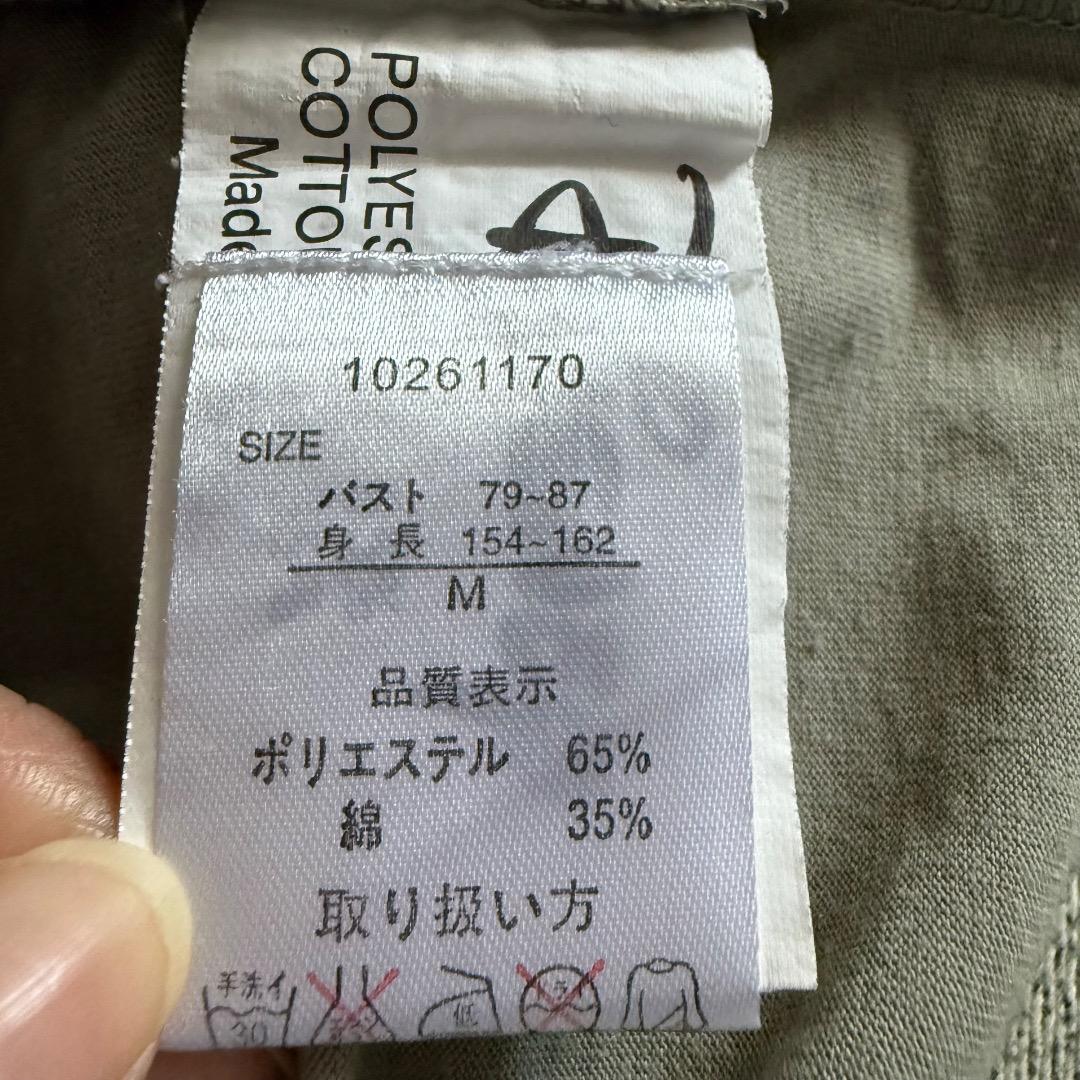 POLYES
COTTO
Made
10261170
SIZE
バスト 79~87
身 長 154~162
M
品質表示
ポリエステル 65%
綿 35%
取り扱い方
手洗イ
30
低